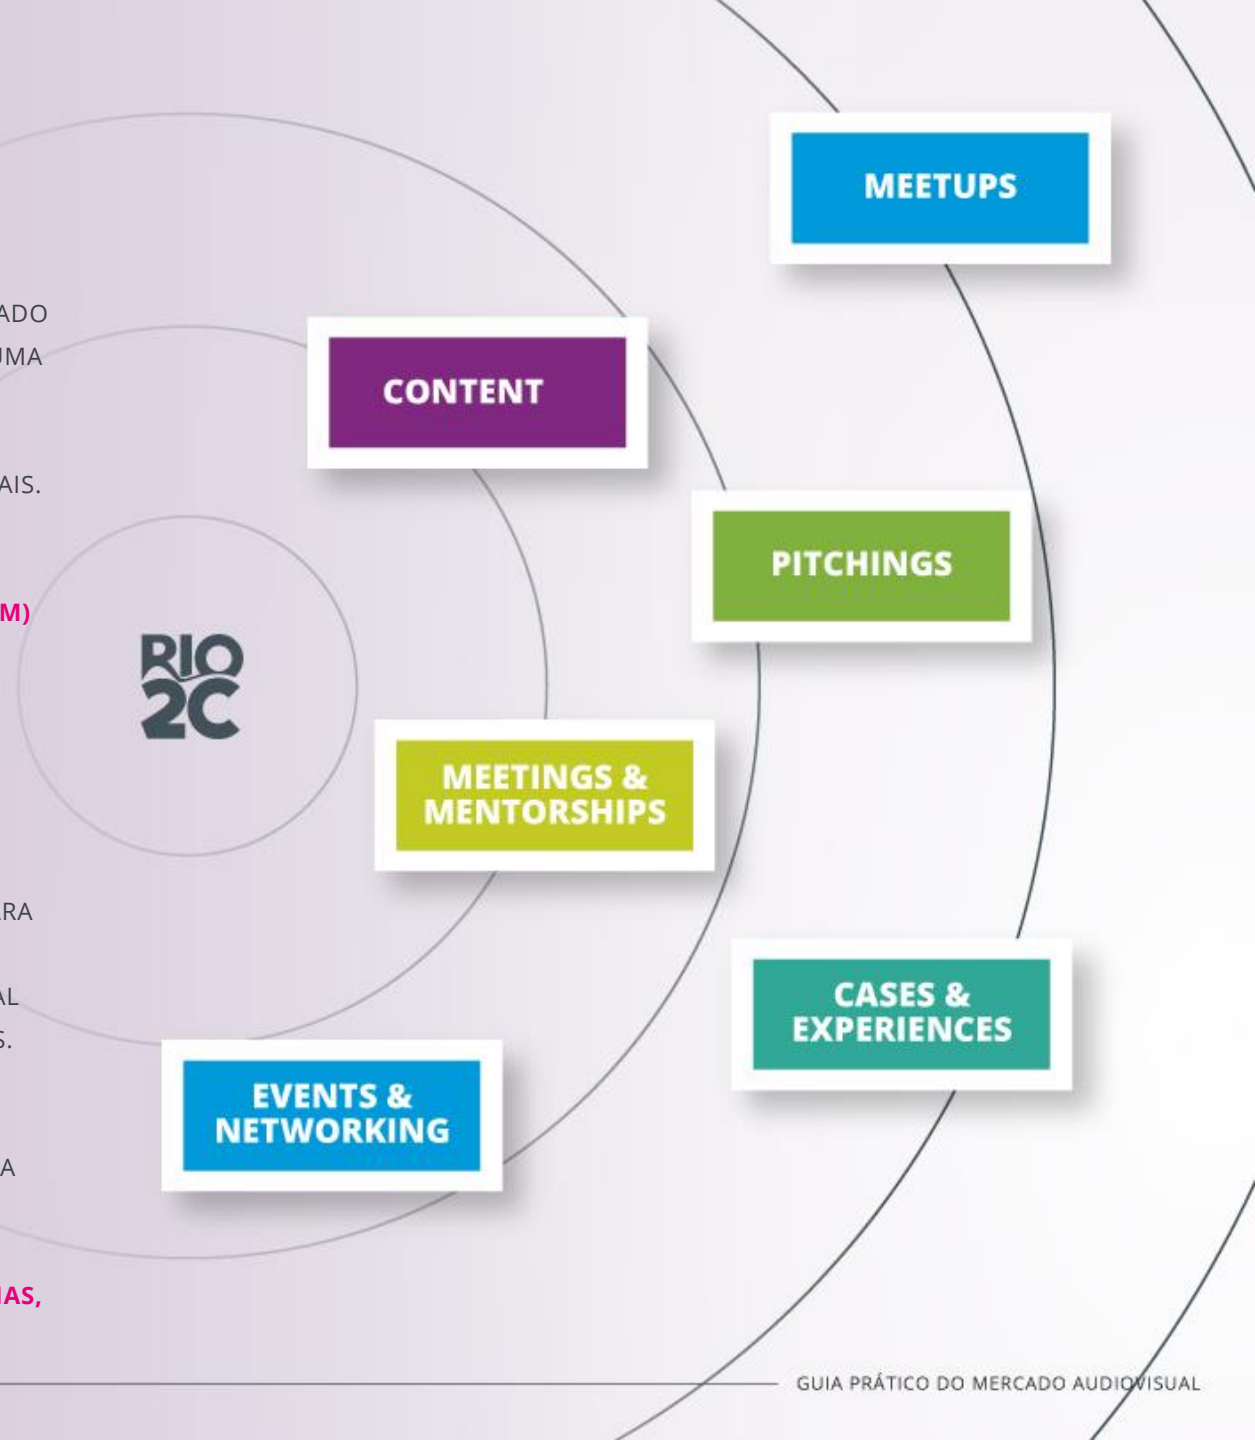 MEETUPS
ADO
UMA
CONTENT
AIS.
PITCHINGS
M)
RIO
2C
MEETINGS &
MENTORSHIPS
RA
CASES &
EXPERIENCES
AL
S.
EVENTS &
NETWORKING
A
IAS,
GUIA PRÁTICO DO MERCADO AUDIOVISUAL